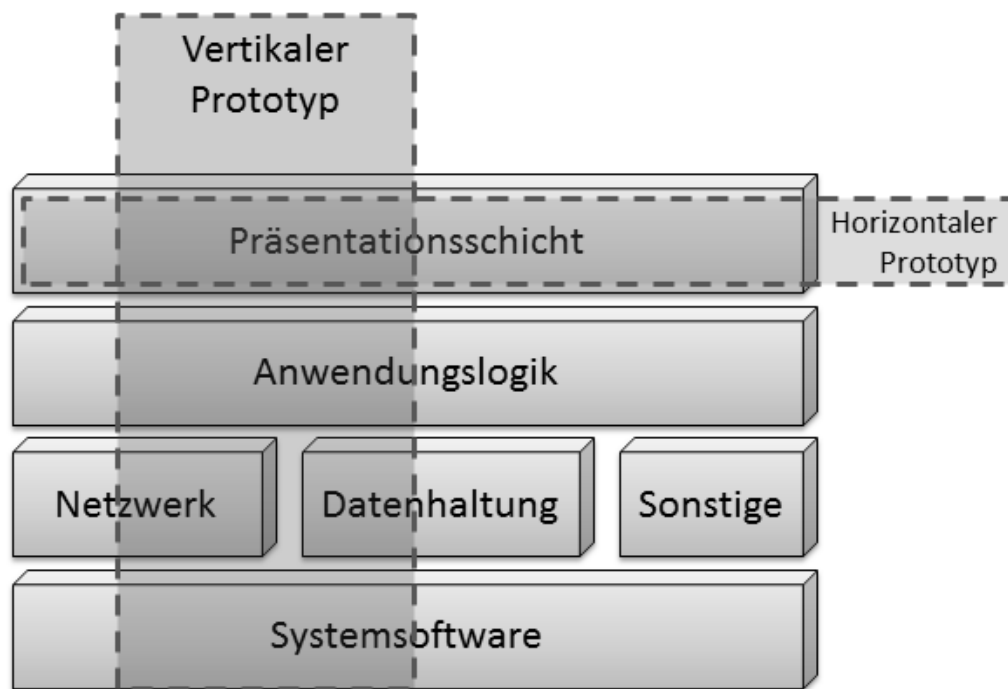 Vertikaler
Prototyp
Präsentationsschicht
Horizontaler
Prototyp
Anwendungslogik
Netzwerk
Datenhaltung
Sonstige
Systemsoftware